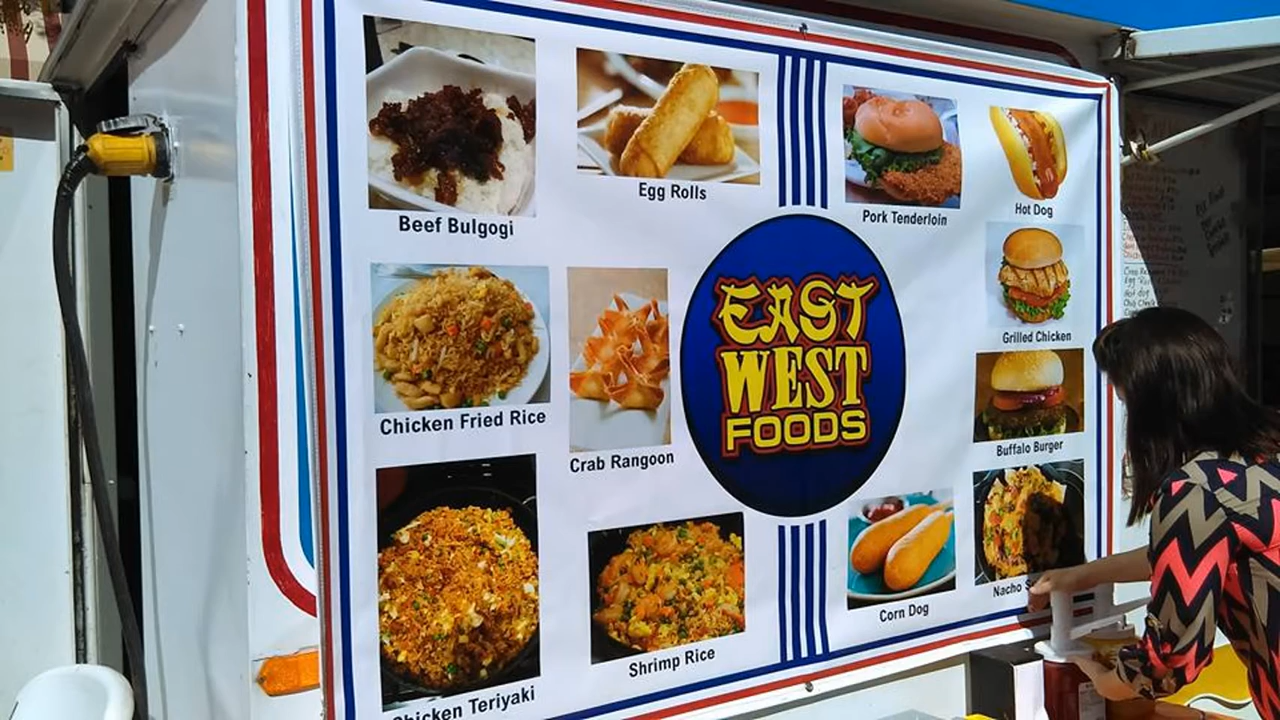 Beef Bulgogi
Egg Rolls
Pork Tenderloin
Hot Dog
Grilled Chicken
Chicken Fried Rice
Crab Rangoon
EAST
WEST
FOODS
Buffalo Burger
Chicken Teriyaki
Shrimp Rice
Corn Dog
Nacho